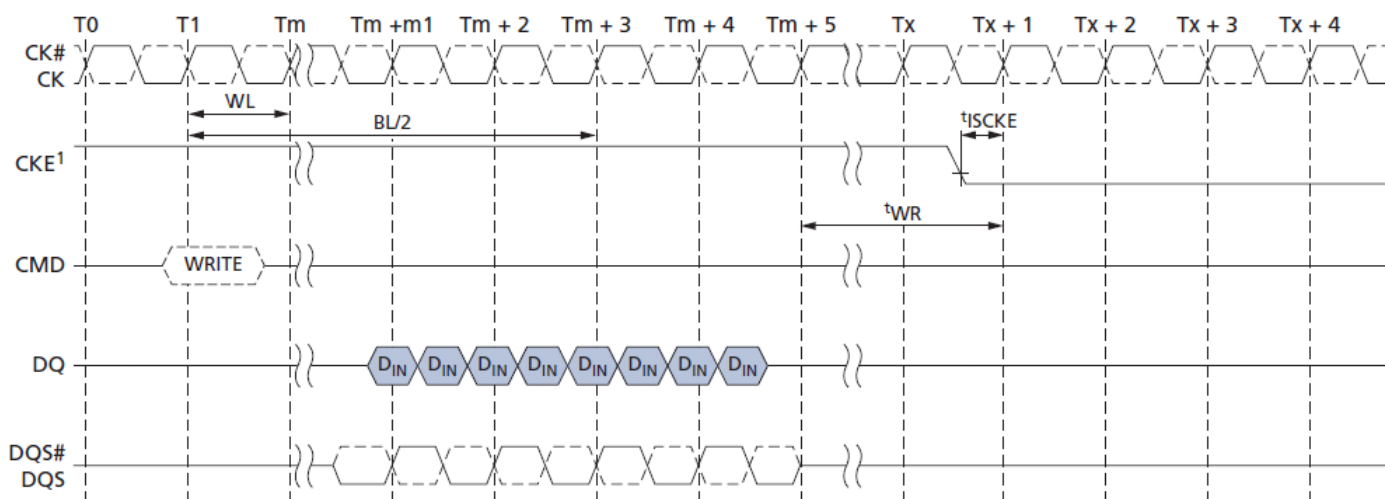 T0 T1 Tm Tm +m1 Tm + 2 Tm + 3 Tm + 4 Tm + 5 Tx Tx + 1 Tx + 2 Tx + 3 Tx + 4
CK#
CK
WL
BL/2
tISCKE
CKE1
tWR
CMD WRITE
DQ DIN DIN DIN DIN DIN DIN DIN DIN
DQS#
DQS